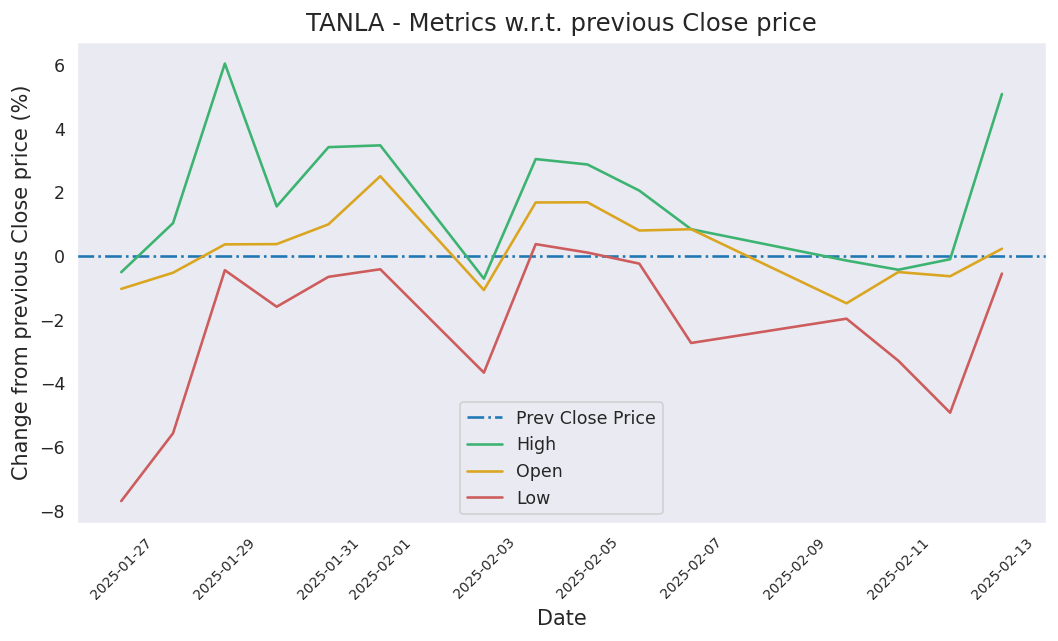 TANLA - Metrics w.r.t. previous Close price
Change from previous Close price (%)
6
4
2
0
−2
−4
−6
−8
Prev Close Price
High
Open
Low
2025-01-27
2025-01-29
2025-01-31
2025-02-01
2025-02-03
2025-02-05
2025-02-07
2025-02-09
2025-02-11
2025-02-13
Date